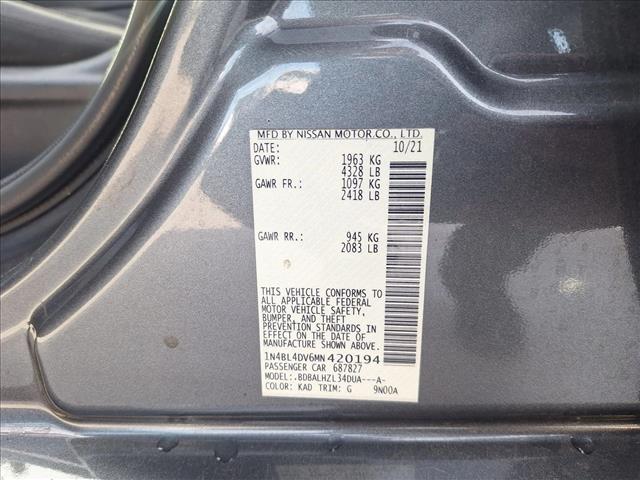 MFD BY NISSAN MOTOR.CO., LTD.
DATE: 10/21
GVWR: 1963 KG
4328 LB
GAWR FR.: 1097 KG
2418 LB
GAWR RR.: 945 KG
2083 LB
THIS VEHICLE CONFORMS TO
ALL APPLICABLE FEDERAL
MOTOR VEHICLE SAFETY,
BUMPER, AND THEFT
PREVENTION STANDARDS IN
EFFECT ON THE DATE OF
MANUFACTURE SHOWN ABOVE.
1N4BL4DV6MN420194
PASSENGER CAR 687827
MODEL:.BDBALHZL34DUA---A-
COLOR: KAD TRIM: G 9N00A